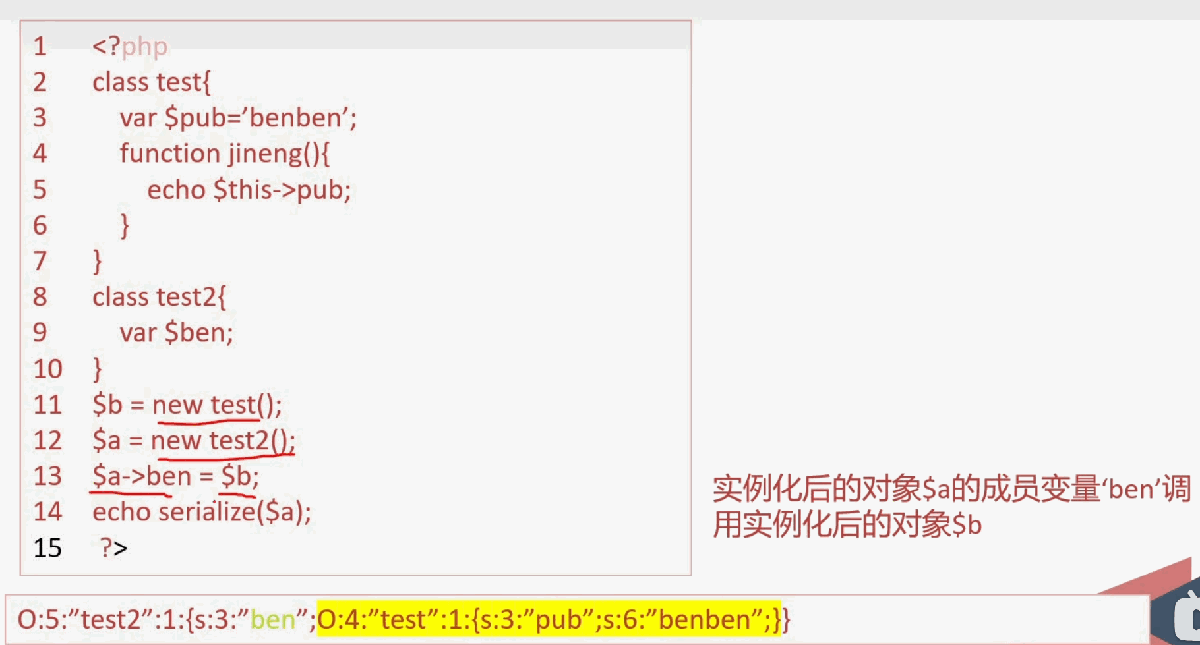 1 <?php
2 class test{
3 var $pub=’benben’;
4 function jineng(){
5 echo $this->pub;
6 }
7 }
8 class test2{
9 var $ben;
10 }
11 $b = new test();
12 $a = new test2();
13 $a->ben = $b;
14 echo serialize($a);
15 ?>
实例化后的对象$a的成员变量‘ben’调
用实例化后的对象$b
O:5:”test2”:1:{s:3:”ben”;O:4:”test”:1:{s:3:”pub”;s:6:”benben”;}}